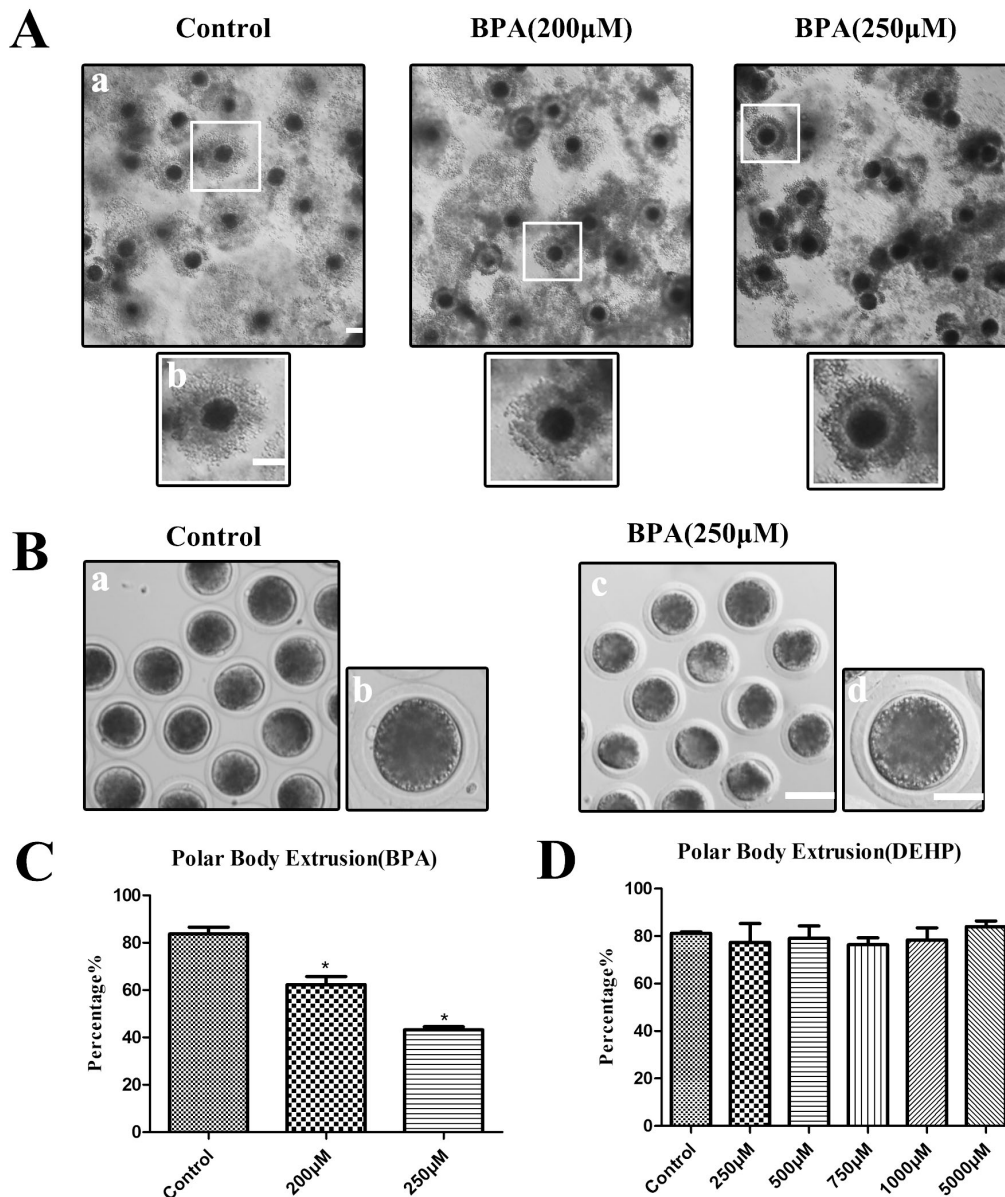 A
Control
BPA(200μM)
BPA(250μM)
a
b
B
Control
BPA(250μM)
a
b
c
d
C
Polar Body Extrusion(BPA)
Percentage%
100
80
60
40
20
0
*
*
Control
200μM
250μM
D
Polar Body Extrusion(DEHP)
Percentage%
100
80
60
40
20
0
Control
250μM
500μM
750μM
1000μM
5000μM